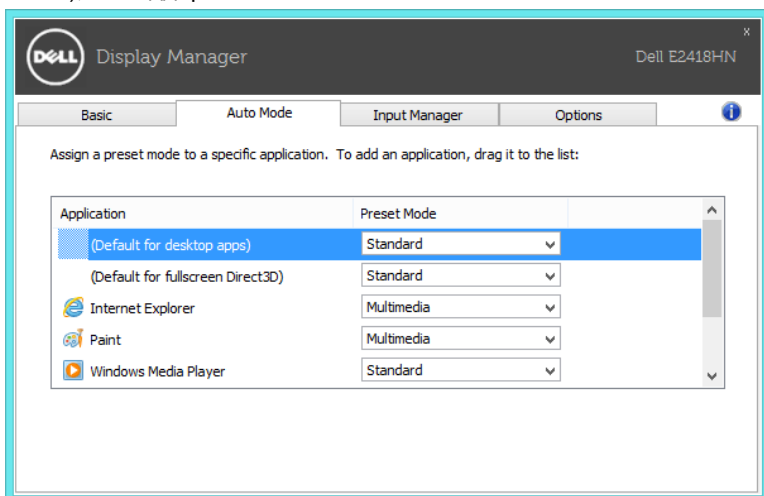 DELL Display Manager
x
Dell E2418HN
Basic Auto Mode Input Manager Options
Assign a preset mode to a specific application. To add an application, drag it to the list:
Application Preset Mode
(Default for desktop apps) Standard
(Default for fullscreen Direct3D) Standard
Internet Explorer Multimedia
Paint Multimedia
Windows Media Player Standard